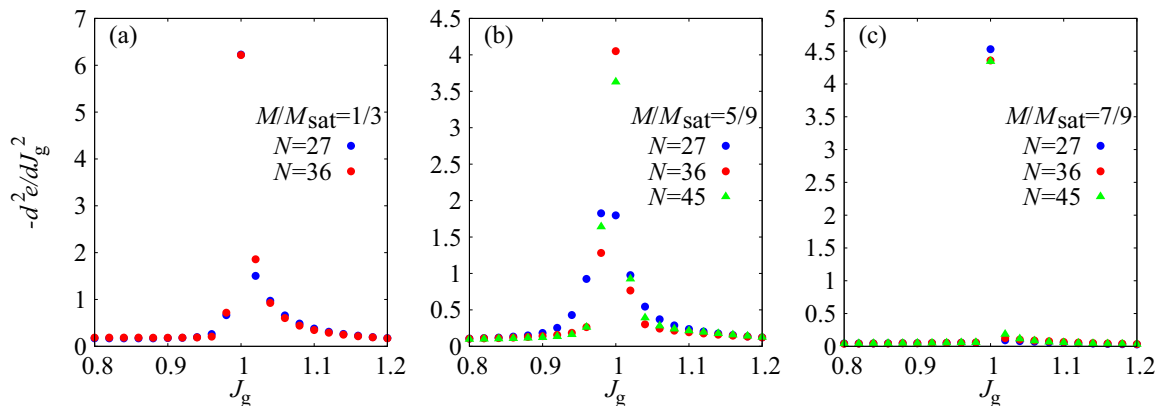 -d²e/dJg²
(a)
M/Msat=1/3
N=27
N=36
7
6
5
4
3
2
1
0
0.8 0.9 1 1.1 1.2
Jg
(b)
M/Msat=5/9
N=27
N=36
N=45
4.5
4
3.5
3
2.5
2
1.5
1
0.5
0
0.8 0.9 1 1.1 1.2
Jg
(c)
M/Msat=7/9
N=27
N=36
N=45
5
4.5
4
3.5
3
2.5
2
1.5
1
0.5
0
0.8 0.9 1 1.1 1.2
Jg